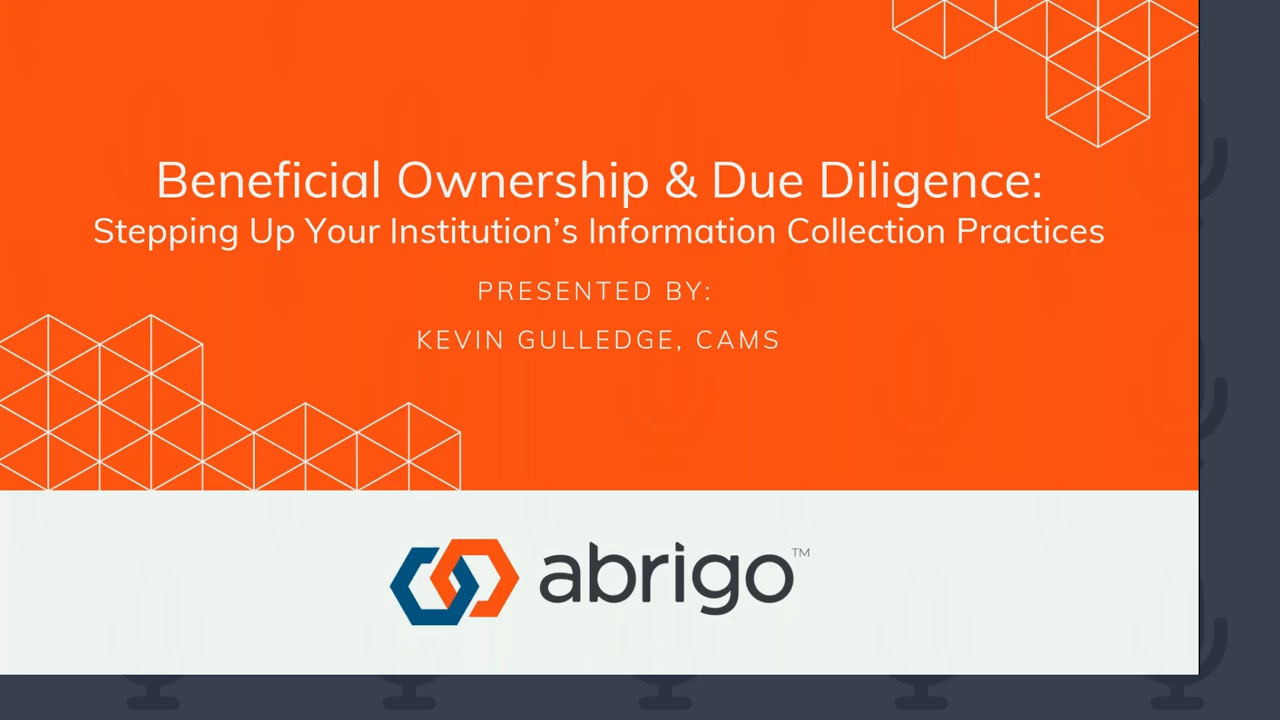 Beneficial Ownership & Due Diligence:
Stepping Up Your Institution’s Information Collection Practices
PRESENTED BY:
KEVIN GULLEDGE, CAMS
abrigo™